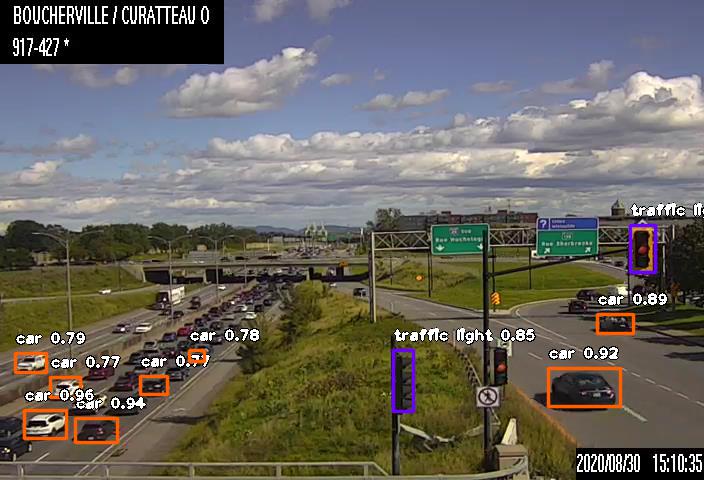 BOUCHERVILLE / CURATTEAU O
917-427 *
traffic lig
?
SUD
Rue Hochelaga
Rue Sherbrooke
car 0.89
car 0.79
car 0.78
traffic light 0.85
car 0.77
car 0.77
car 0.92
0.96
car 0.94
2020/08/30 15:10:35